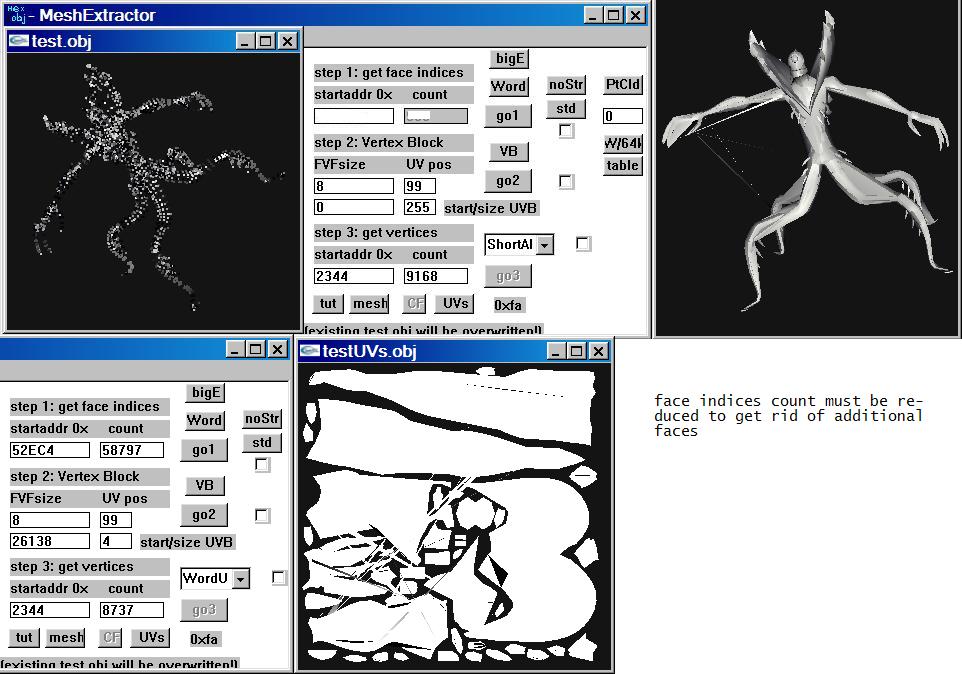 Hex
obj - MeshExtractor
test.obj
bigE
step 1: get face indices
startaddr 0x count
Word
noStr
PtCld
std
go1
0
step 2: Vertex Block
VB
W/64k
FVFsize UV pos
table
8 99
go2
0 255 start/size UVB
step 3: get vertices
startaddr 0x count
ShortAl
2344 9168
go3
tut mesh CF UVs 0xfa
(existing test.obj will be overwritten!)
bigE
step 1: get face indices
startaddr 0x count
Word
noStr
std
52EC4 58797
go1
step 2: Vertex Block
VB
FVFsize UV pos
8 99
go2
26138 4 start/size UVB
step 3: get vertices
startaddr 0x count
WordU
2344 8737
go3
tut mesh CF UVs 0xfa
(existing test.obj will be overwritten!)
testUVs.obj
face indices count must be re-
duced to get rid of additional
faces